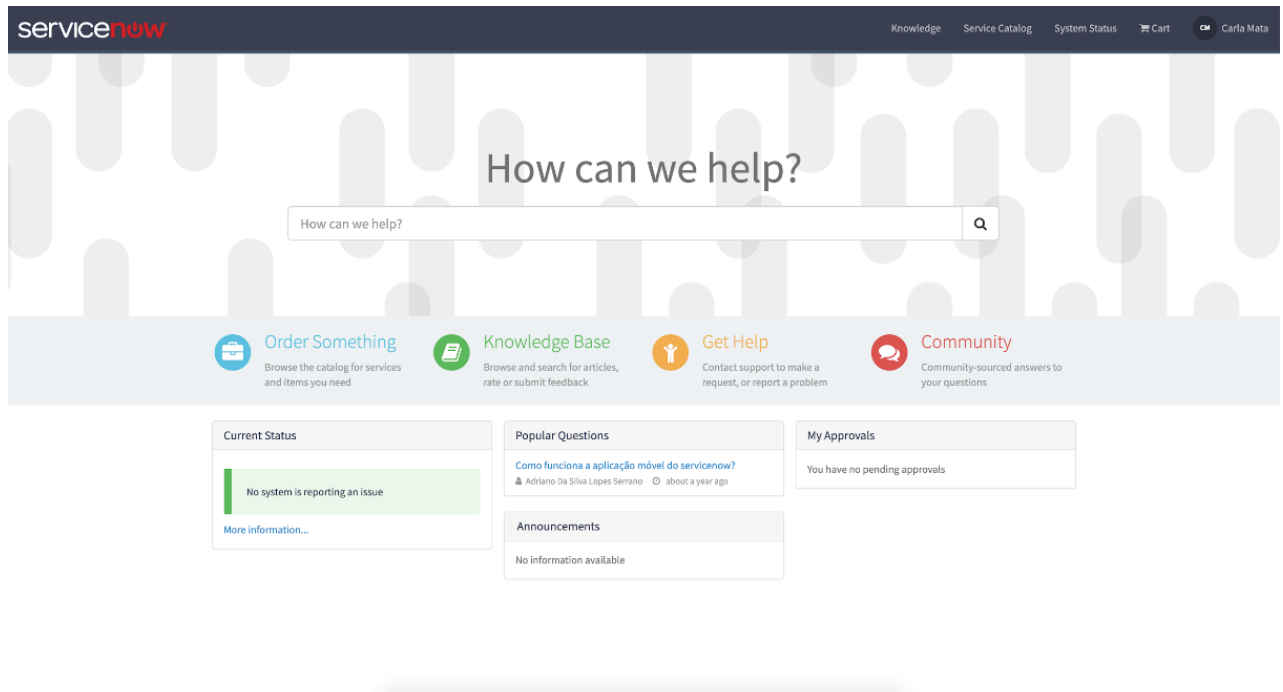 servicenow
Knowledge Service Catalog System Status Cart CM Carla Mata
How can we help?
How can we help?
Order Something
Browse the catalog for services
and items you need
Knowledge Base
Browse and search for articles,
rate or submit feedback
Get Help
Contact support to make a
request, or report a problem
Community
Community-sourced answers to
your questions
Current Status
No system is reporting an issue
More information...
Popular Questions
Como funciona a aplicação móvel do servicenow?
Adriano Da Silva Lopes Serrano about a year ago
Announcements
No information available
My Approvals
You have no pending approvals